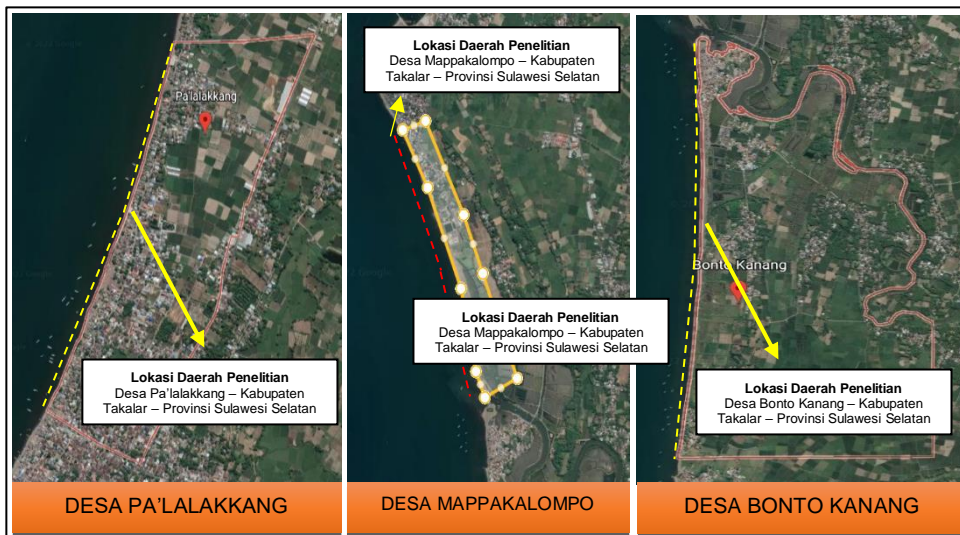 Pa'lalakkang
Lokasi Daerah Penelitian
Desa Pa'lalakkang – Kabupaten
Takalar – Provinsi Sulawesi Selatan
DESA PA'LALAKKANG
Lokasi Daerah Penelitian
Desa Mappakalompo – Kabupaten
Takalar – Provinsi Sulawesi Selatan
Lokasi Daerah Penelitian
Desa Mappakalompo – Kabupaten
Takalar – Provinsi Sulawesi Selatan
DESA MAPPAKALOMPO
Bonto Kanang
Lokasi Daerah Penelitian
Desa Bonto Kanang – Kabupaten
Takalar – Provinsi Sulawesi Selatan
DESA BONTO KANANG